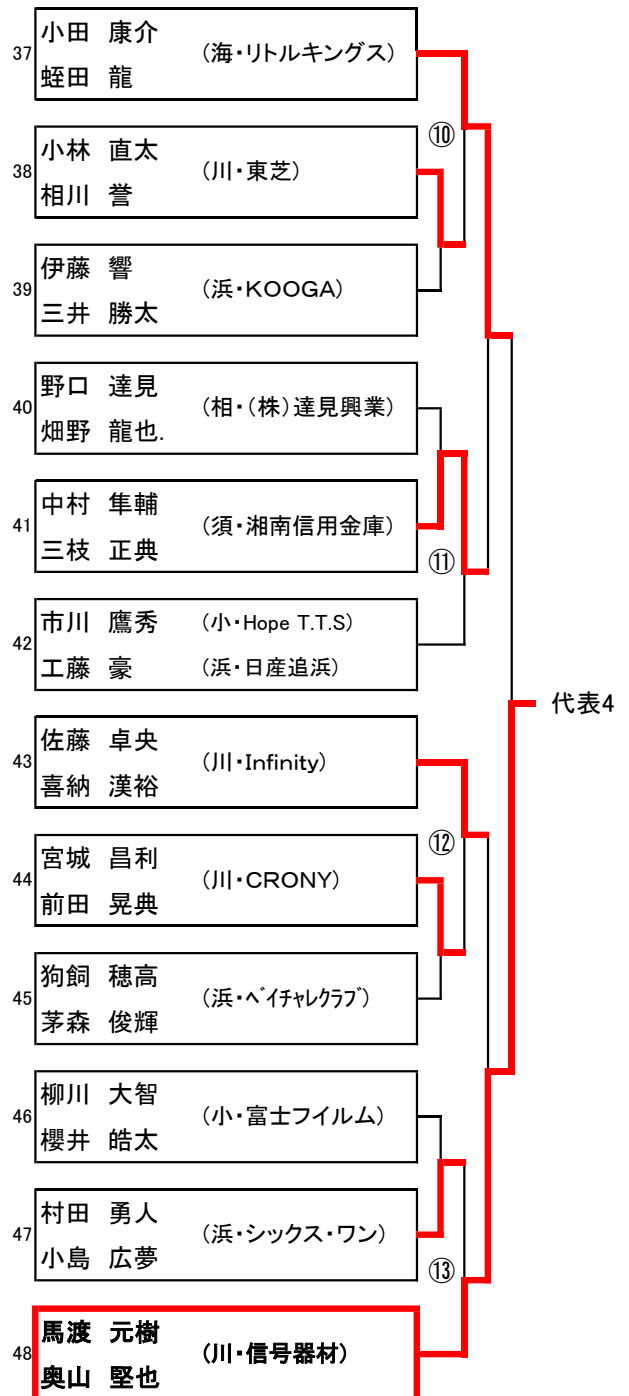 37
小田 康介
蛭田 龍
(海・リトルキングス)
⑩
38
小林 直太
相川 誉
(川・東芝)
39
伊藤 響
三井 勝太
(浜・KOOGA)
40
野口 達見
畑野 龍也.
(相・(株)達見興業)
41
中村 隼輔
三枝 正典
(須・湘南信用金庫)
⑪
42
市川 鷹秀 (小・Hope T.T.S)
工藤 豪 (浜・日産追浜)
代表4
43
佐藤 卓央
喜納 漢裕
(川・Infinity)
⑫
44
宮城 昌利
前田 晃典
(川・CRONY)
45
狗飼 穂高
茅森 俊輝
(浜・ﾍﾞｲﾁｬﾚｸﾗﾌﾞ)
46
柳川 大智
櫻井 皓太
(小・富士フイルム)
47
村田 勇人
小島 広夢
(浜・シックス・ワン)
⑬
48
馬渡 元樹
奥山 堅也
(川・信号器材)